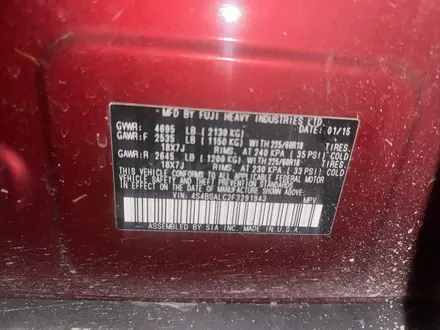 MFD BY FUJI HEAVY INDUSTRIES LTD.
GVWR: 4695 LB (2130 KG) DATE: 01/15
GAWR:F 2535 LB (1150 KG) WITH 225/60R18 TIRES.
18X7J RIMS, AT 240 KPA (35 PSI) COLD
GAWR:R 2645 LB (1200 KG) WITH 225/60R18 TIRES.
18X7J RIMS, AT 230 KPA (33 PSI) COLD
THIS VEHICLE CONFORMS TO ALL APPLICABLE FEDERAL MOTOR
VEHICLE SAFETY, BUMPER, AND THEFT PREVENTION STANDARDS
IN EFFECT ON THE DATE OF MANUFACTURE SHOWN ABOVE.
VIN: 4S4BSALC2F3291943 MPV
ASSEMBLED BY SIA INC. MADE IN U.S.A.